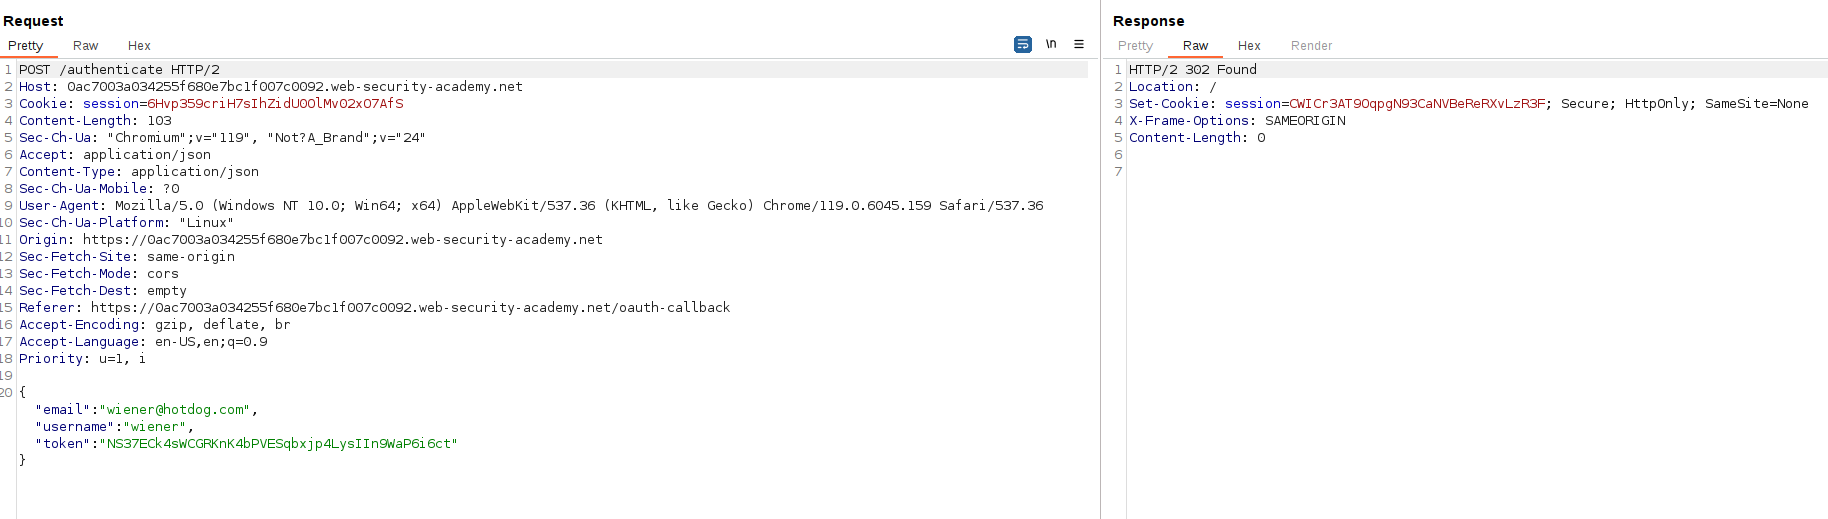 Request
Pretty Raw Hex
\n
1 POST /authenticate HTTP/2
2 Host: 0ac7003a034255f680e7bc1f007c0092.web-security-academy.net
3 Cookie: session=6Hvp359criH7sIhZidU0OlMv02xO7AfS
4 Content-Length: 103
5 Sec-Ch-Ua: "Chromium";v="119", "Not?A_Brand";v="24"
6 Accept: application/json
7 Content-Type: application/json
8 Sec-Ch-Ua-Mobile: ?0
9 User-Agent: Mozilla/5.0 (Windows NT 10.0; Win64; x64) AppleWebKit/537.36 (KHTML, like Gecko) Chrome/119.0.6045.159 Safari/537.36
10 Sec-Ch-Ua-Platform: "Linux"
11 Origin: https://0ac7003a034255f680e7bc1f007c0092.web-security-academy.net
12 Sec-Fetch-Site: same-origin
13 Sec-Fetch-Mode: cors
14 Sec-Fetch-Dest: empty
15 Referer: https://0ac7003a034255f680e7bc1f007c0092.web-security-academy.net/oauth-callback
16 Accept-Encoding: gzip, deflate, br
17 Accept-Language: en-US,en;q=0.9
18 Priority: u=1, i
19
20 {
"email":"wiener@hotdog.com",
"username":"wiener",
"token":"NS37ECk4sWCGRKnK4bPVESqbxjp4LysIIn9WaP6i6ct"
}
Response
Pretty Raw Hex Render
1 HTTP/2 302 Found
2 Location: /
3 Set-Cookie: session=CWICr3AT9OqpgN93CaNVBeReRXvLzR3F; Secure; HttpOnly; SameSite=None
4 X-Frame-Options: SAMEORIGIN
5 Content-Length: 0
6
7